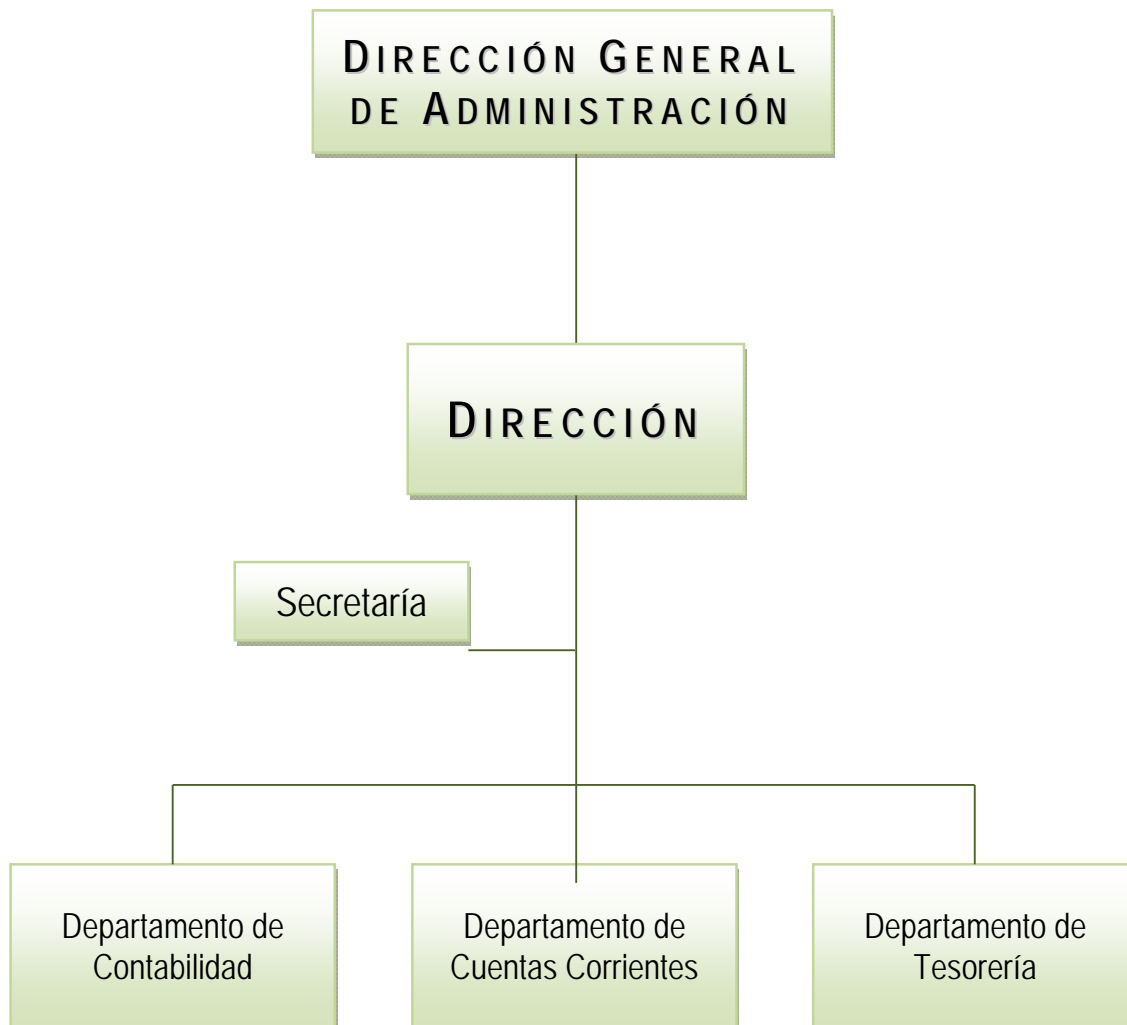 DIRECCIÓN GENERAL
DE ADMINISTRACIÓN
DIRECCIÓN
Secretaría
Departamento de
Contabilidad
Departamento de
Cuentas Corrientes
Departamento de
Tesorería